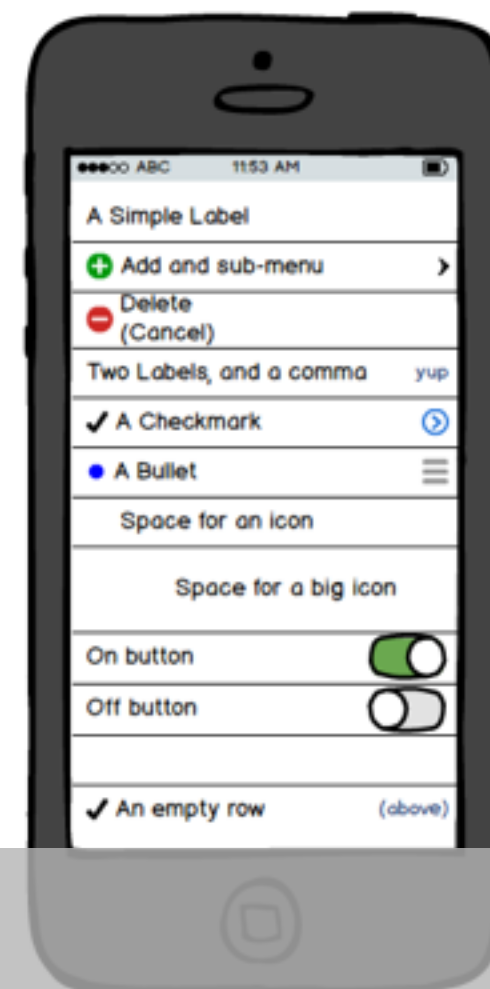 ABC 11:53 AM
A Simple Label
Add and sub-menu
Delete
(Cancel)
Two Labels, and a comma yup
A Checkmark
A Bullet
Space for an icon
Space for a big icon
On button
Off button
An empty row (above)